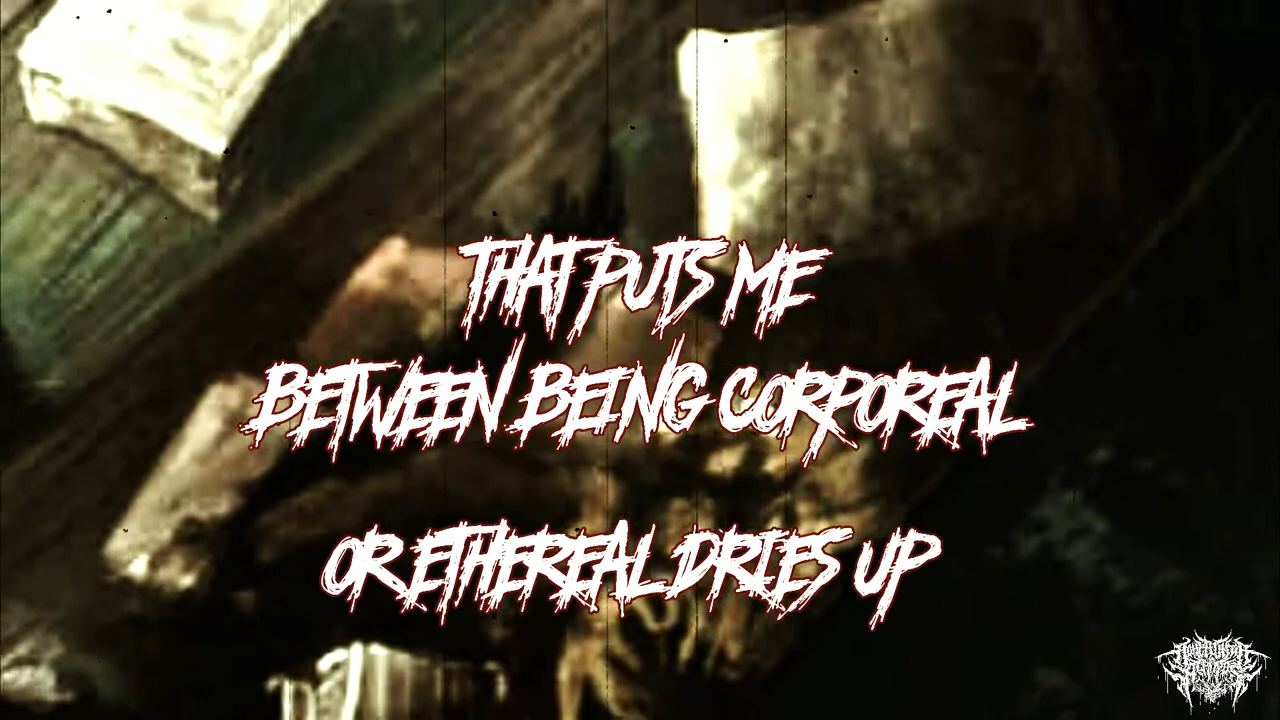 THAT PUTS ME
BETWEEN BEING CORPOREAL
OR ETHEREAL DRIES UP